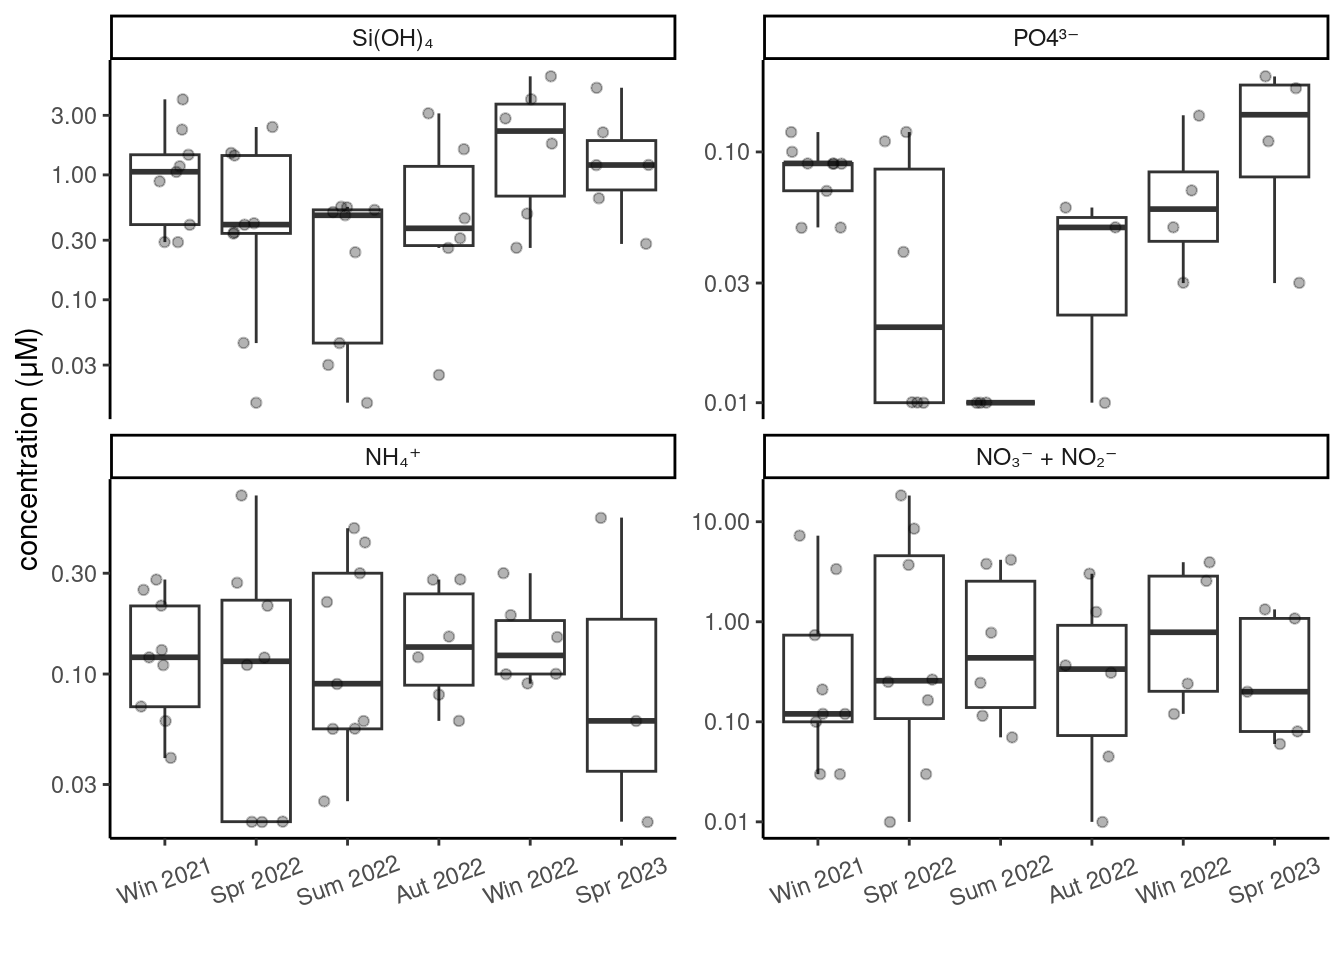 Si(OH)₄
PO4³⁻
3.00
1.00
0.30
0.10
0.03
0.10
0.03
0.01
concentration (μM)
NH₄⁺
NO₃⁻ + NO₂⁻
0.30
0.10
0.03
10.00
1.00
0.10
0.01
Win 2021
Spr 2022
Sum 2022
Aut 2022
Win 2022
Spr 2023
Win 2021
Spr 2022
Sum 2022
Aut 2022
Win 2022
Spr 2023